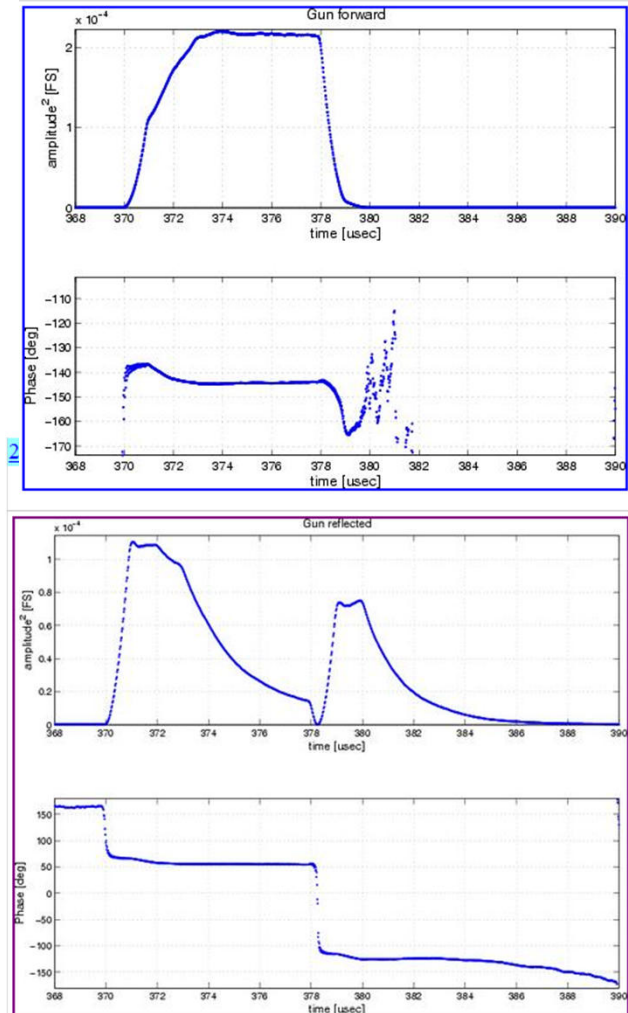 Gun forward
x 10⁻⁴
2
1
0
amplitude² [FS]
368 370 372 374 376 378 380 382 384 386 388 390
time [usec]
-110
-120
-130
-140
-150
-160
-170
Phase [deg]
368 370 372 374 376 378 380 382 384 386 388 390
time [usec]
2
Gun reflected
x 10⁻⁴
1
0.8
0.6
0.4
0.2
0
amplitude² [FS]
368 370 372 374 376 378 380 382 384 386 388 390
time [usec]
150
100
50
0
-50
-100
-150
Phase [deg]
368 370 372 374 376 378 380 382 384 386 388 390
time [usec]